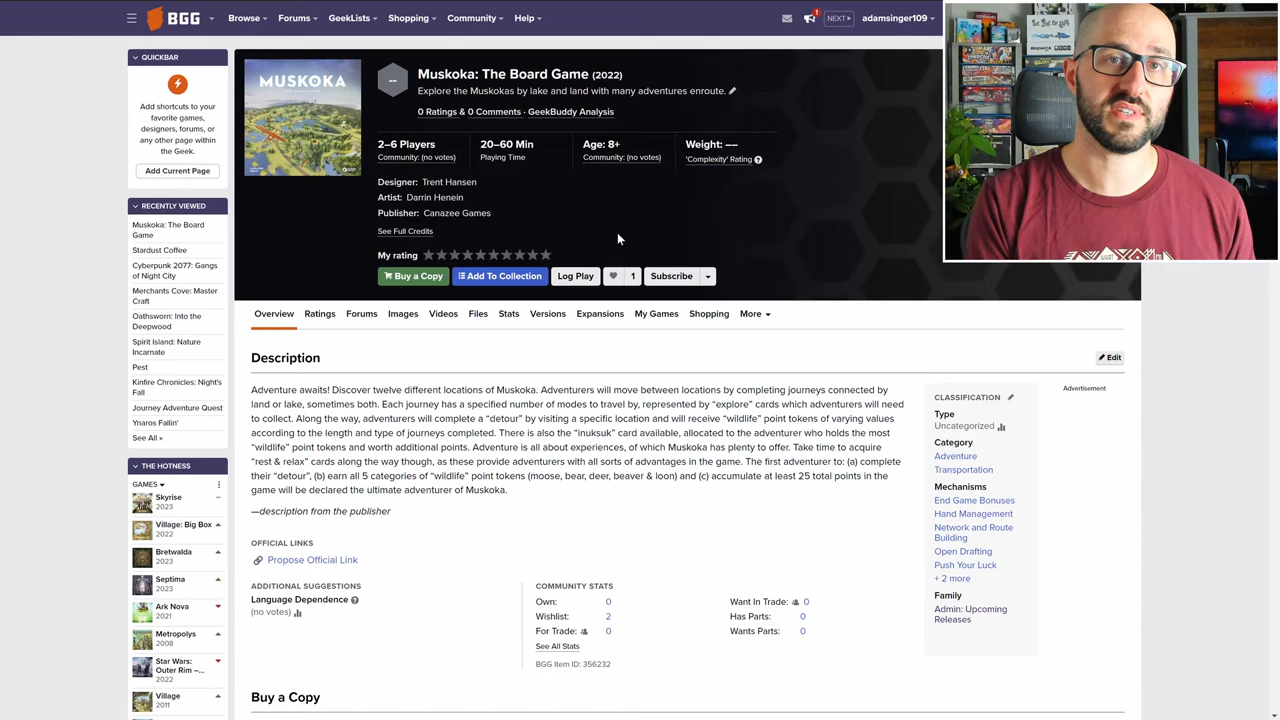 BGG
Browse
Forums
GeekLists
Shopping
Community
Help
1
NEXT
adamsinger109
QUICKBAR
Add shortcuts to your
favorite games,
designers, forums, or
any other page within
the Geek.
Add Current Page
RECENTLY VIEWED
Muskoka: The Board
Game
Stardust Coffee
Cyberpunk 2077: Gangs
of Night City
Merchants Cove: Master
Craft
Oathsworn: Into the
Deepwood
Spirit Island: Nature
Incarnate
Pest
Kinfire Chronicles: Night's
Fall
Journey Adventure Quest
Ynaros Fallin'
See All »
THE HOTNESS
GAMES
Skyrise
2023
--
Village: Big Box
2022
Bretwalda
2023
Septima
2023
Ark Nova
2021
Metropolys
2008
Star Wars:
Outer Rim –...
2022
Village
2011
MUSKOKA
--
Muskoka: The Board Game (2022)
Explore the Muskokas by lake and land with many adventures enroute.
0 Ratings & 0 Comments · GeekBuddy Analysis
2–6 Players
Community: (no votes)
20–60 Min
Playing Time
Age: 8+
Community: (no votes)
Weight: --
'Complexity' Rating
Designer: Trent Hansen
Artist: Darrin Henein
Publisher: Canazee Games
See Full Credits
My rating
Buy a Copy
Add To Collection
Log Play
1
Subscribe
Overview
Ratings
Forums
Images
Videos
Files
Stats
Versions
Expansions
My Games
Shopping
More
Description
Edit
Adventure awaits! Discover twelve different locations of Muskoka. Adventurers will move between locations by completing journeys connected by
land or lake, sometimes both. Each journey has a specified number of modes to travel by, represented by “explore” cards which adventurers will need
to collect. Along the way, adventurers will complete a “detour” by visiting a specific location and will receive “wildlife” point tokens of varying values
according to the length and type of journeys completed. There is also the “inuksuk” card available, allocated to the adventurer who holds the most
“wildlife” point tokens and worth additional points. Adventure is all about experiences, of which Muskoka has plenty to offer. Take time to acquire
“rest & relax” cards along the way though, as these provide adventurers with all sorts of advantages in the game. The first adventurer to: (a) complete
their “detour”, (b) earn all 5 categories of “wildlife” point tokens (moose, bear, deer, beaver & loon) and (c) accumulate at least 25 total points in the
game will be declared the ultimate adventurer of Muskoka.
—description from the publisher
OFFICIAL LINKS
Propose Official Link
ADDITIONAL SUGGESTIONS
Language Dependence
(no votes)
COMMUNITY STATS
Own: 0
Wishlist: 2
For Trade: 0
See All Stats
BGG Item ID: 356232
Want In Trade: 0
Has Parts: 0
Wants Parts: 0
CLASSIFICATION
Type
Uncategorized
Category
Adventure
Transportation
Mechanisms
End Game Bonuses
Hand Management
Network and Route
Building
Open Drafting
Push Your Luck
+ 2 more
Family
Admin: Upcoming
Releases
Advertisement
Buy a Copy